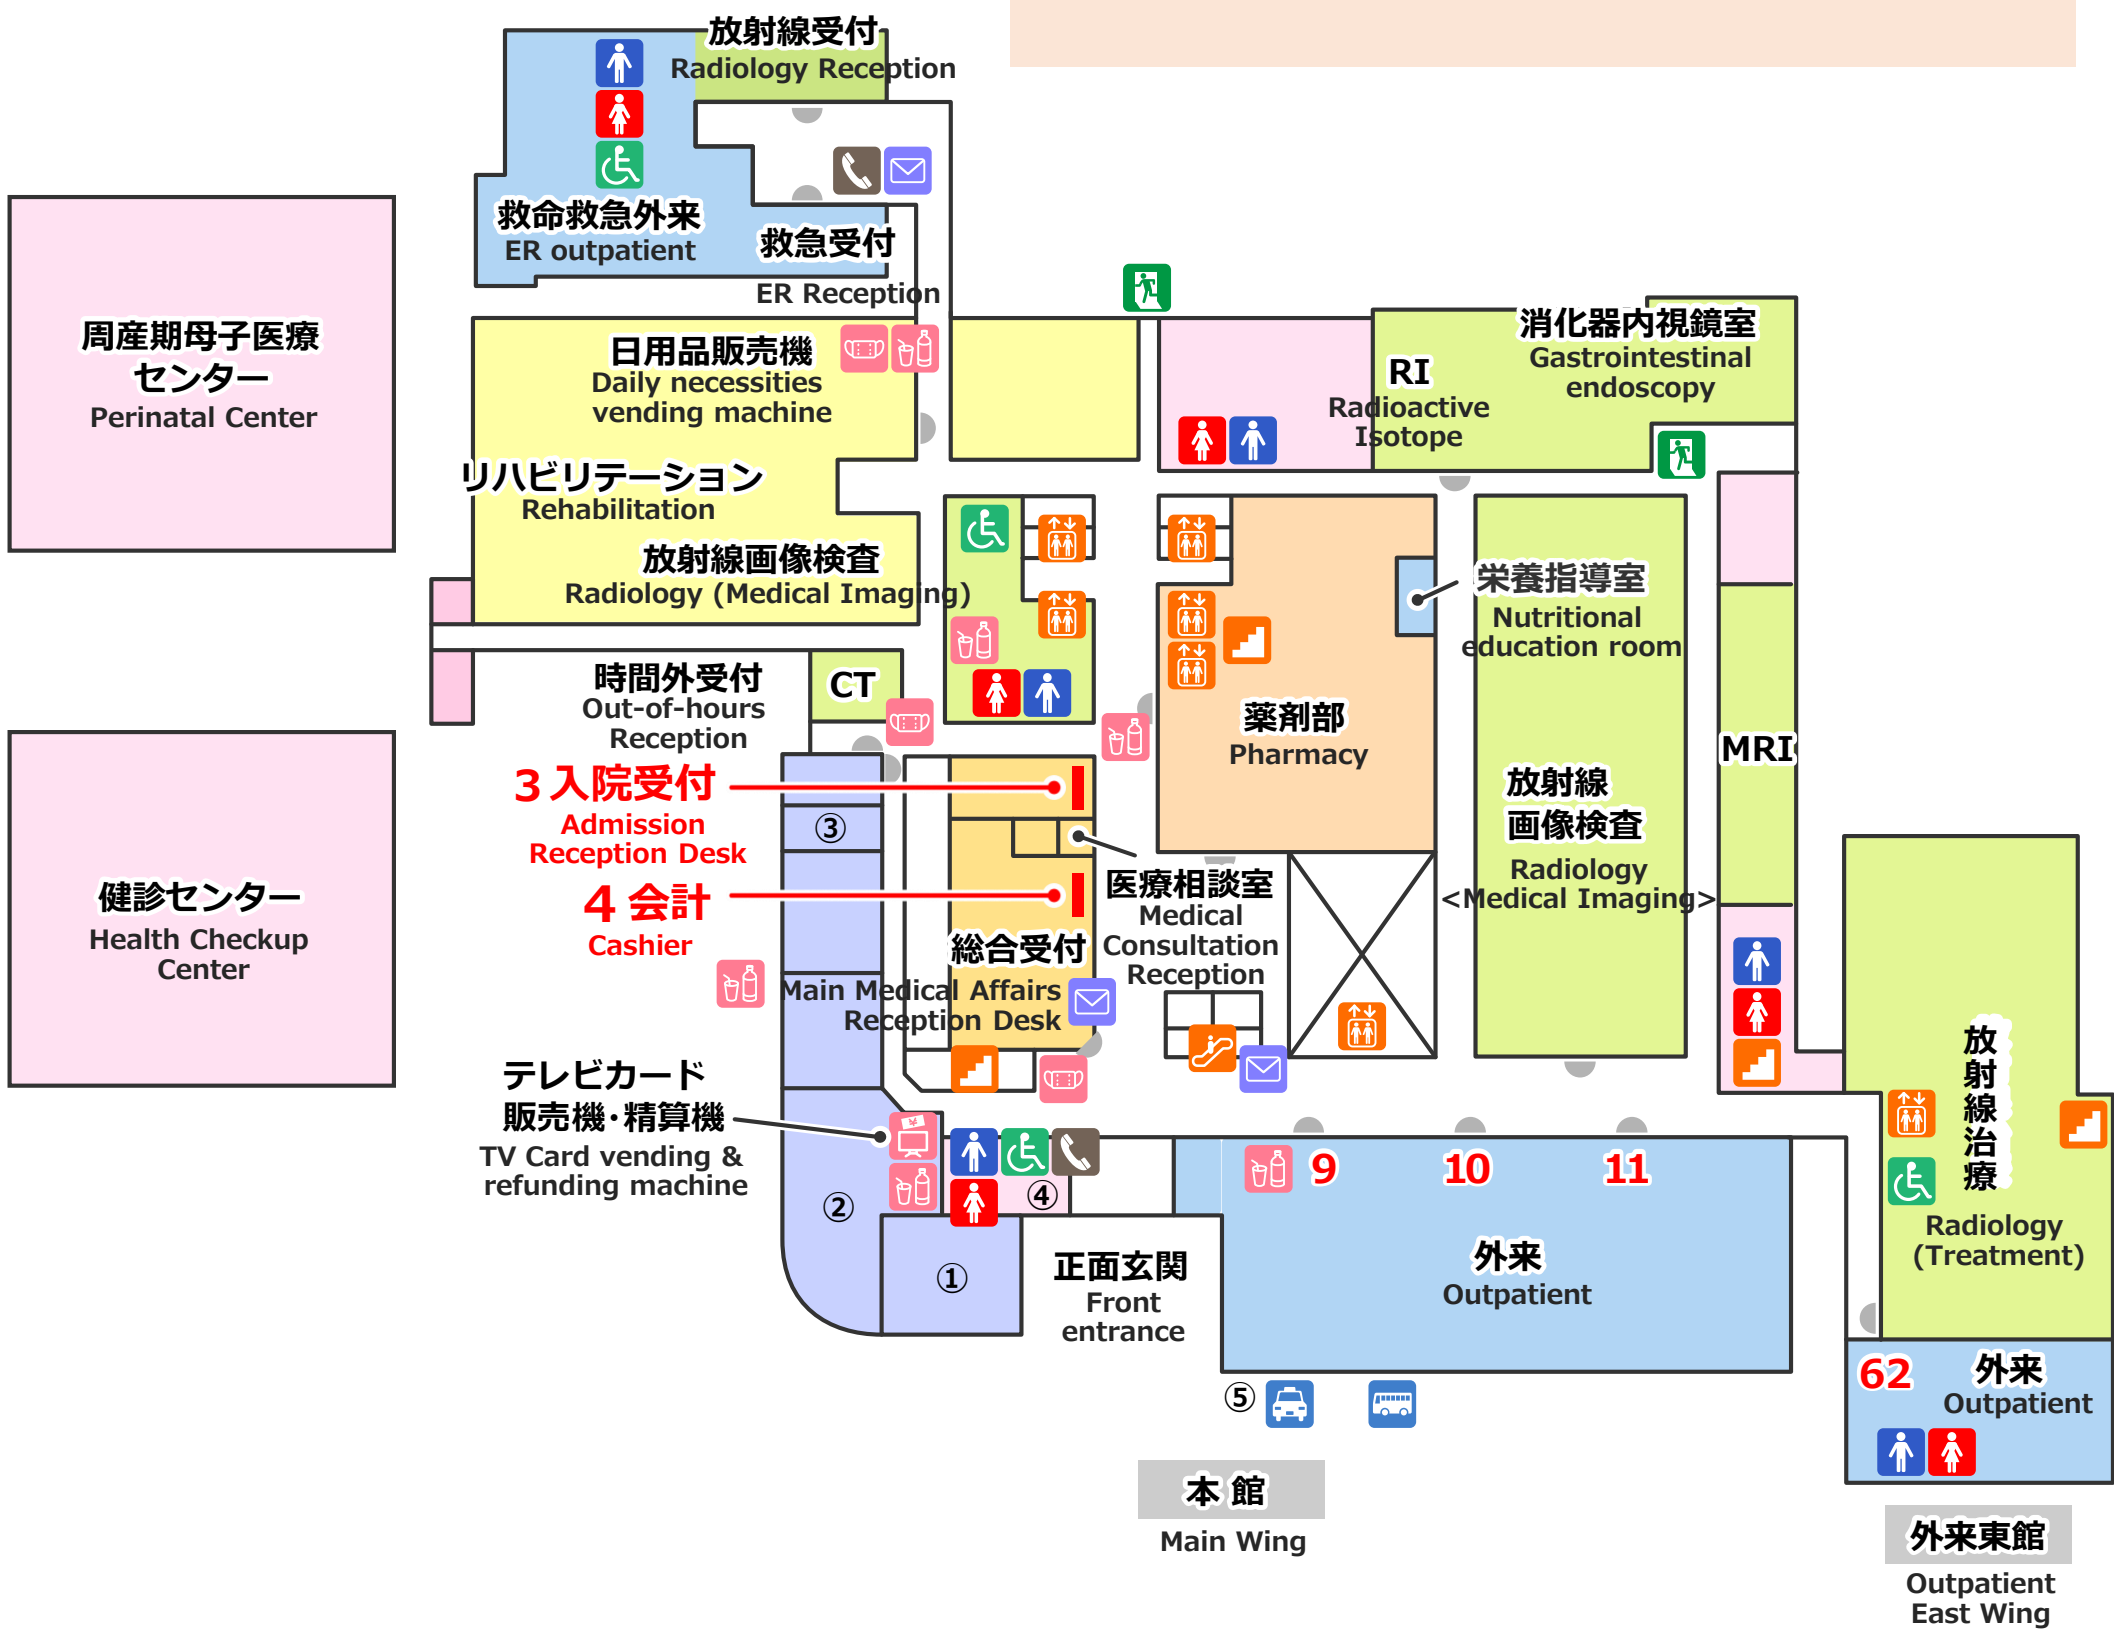 放射線受付
Radiology Reception
救命救急外来
ER outpatient
救急受付
ER Reception
周産期母子医療
センター
Perinatal Center
日用品販売機
Daily necessities
vending machine
リハビリテーション
Rehabilitation
放射線画像検査
Radiology (Medical Imaging)
RI
Radioactive
Isotope
消化器内視鏡室
Gastrointestinal
endoscopy
栄養指導室
Nutritional
education room
時間外受付
Out-of-hours
Reception
CT
薬剤部
Pharmacy
MRI
放射線
画像検査
Radiology
<Medical Imaging>
3 入院受付
Admission
Reception Desk
③
4 会計
Cashier
医療相談室
Medical
Consultation
Reception
総合受付
Main Medical Affairs
Reception Desk
健診センター
Health Checkup
Center
テレビカード
販売機・精算機
TV Card vending &
refunding machine
②
④
①
正面玄関
Front
entrance
9
10
11
外来
Outpatient
放射線治療
Radiology
(Treatment)
62
外来
Outpatient
⑤
本館
Main Wing
外来東館
Outpatient
East Wing